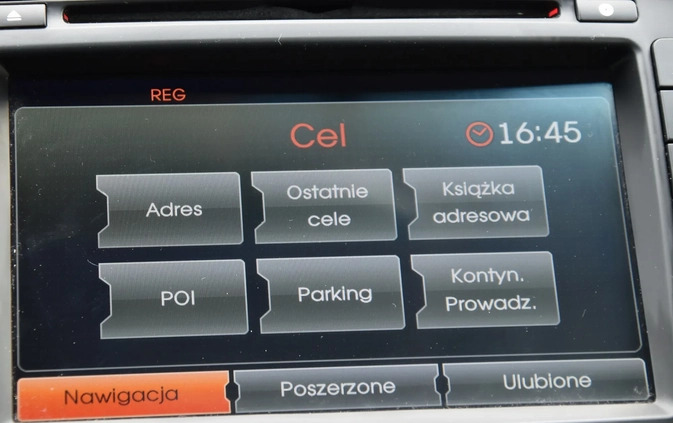 REG
Cel
16:45
Adres
Ostatnie
cele
Książka
adresowa
POI
Parking
Kontyn.
Prowadz.
Nawigacja
Poszerzone
Ulubione